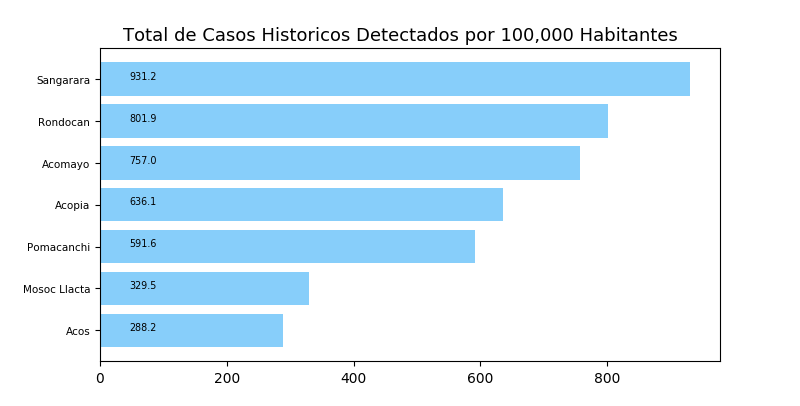 Total de Casos Historicos Detectados por 100,000 Habitantes
Sangarara 931.2
Rondocan 801.9
Acomayo 757.0
Acopia 636.1
Pomacanchi 591.6
Mosoc Llacta 329.5
Acos 288.2
0 200 400 600 800